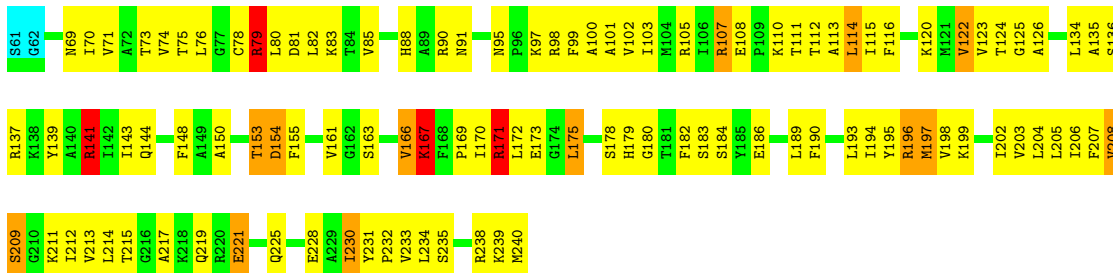 S61 G62 N69 I70 V71 A72 T73 V74 T75 L76 G77 C78 R79 L80 D81 L82 K83 T84 V85 H88 A89 R90 N91 N95 P96 K97 R98 F99 A100 A101 V102 I103 M104 R105 I106 R107 E108 P109 K110 T111 T112 A113 L114 I115 F116 K120 M121 V122 V123 T124 G125 A126 L134 A135 S136
R137 K138 Y139 A140 R141 I142 I143 Q144 F148 A149 A150 T153 D154 F155 V161 G162 S163 V166 K167 F168 P169 I170 R171 L172 E173 G174 L175 S178 H179 G180 T181 F182 S183 S184 Y185 E186 L189 F190 L193 I194 Y195 R196 M197 V198 K199 I202 V203 L204 L205 I206 F207 V208
S209 G210 K211 I212 V213 L214 T215 G216 A217 K218 Q219 R220 E221 Q225 E228 A229 I230 Y231 P232 V233 L234 S235 R238 K239 M240